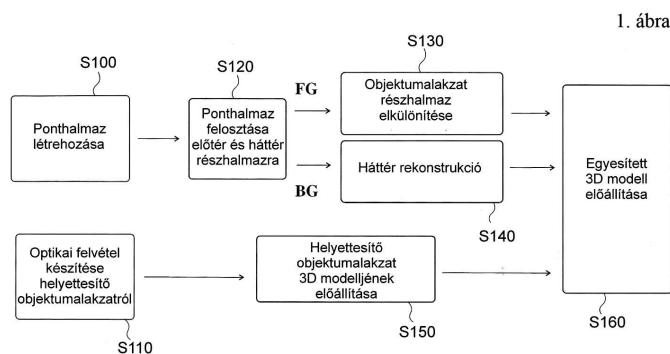 1. ábra
S100
Ponthalmaz
létrehozása
S120
Ponthalmaz
felosztása
előtér és háttér
részhalmazra
FG
BG
S130
Objektumalakzat
részhalmaz
elkülönítése
Háttér rekonstrukció
S140
Egyesített
3D modell
előállítása
S160
Optikai felvétel
készítése
helyettesítő
objektumalakzatról
S110
Helyettesítő
objektumalakzat
3D modelljének
előállítása
S150